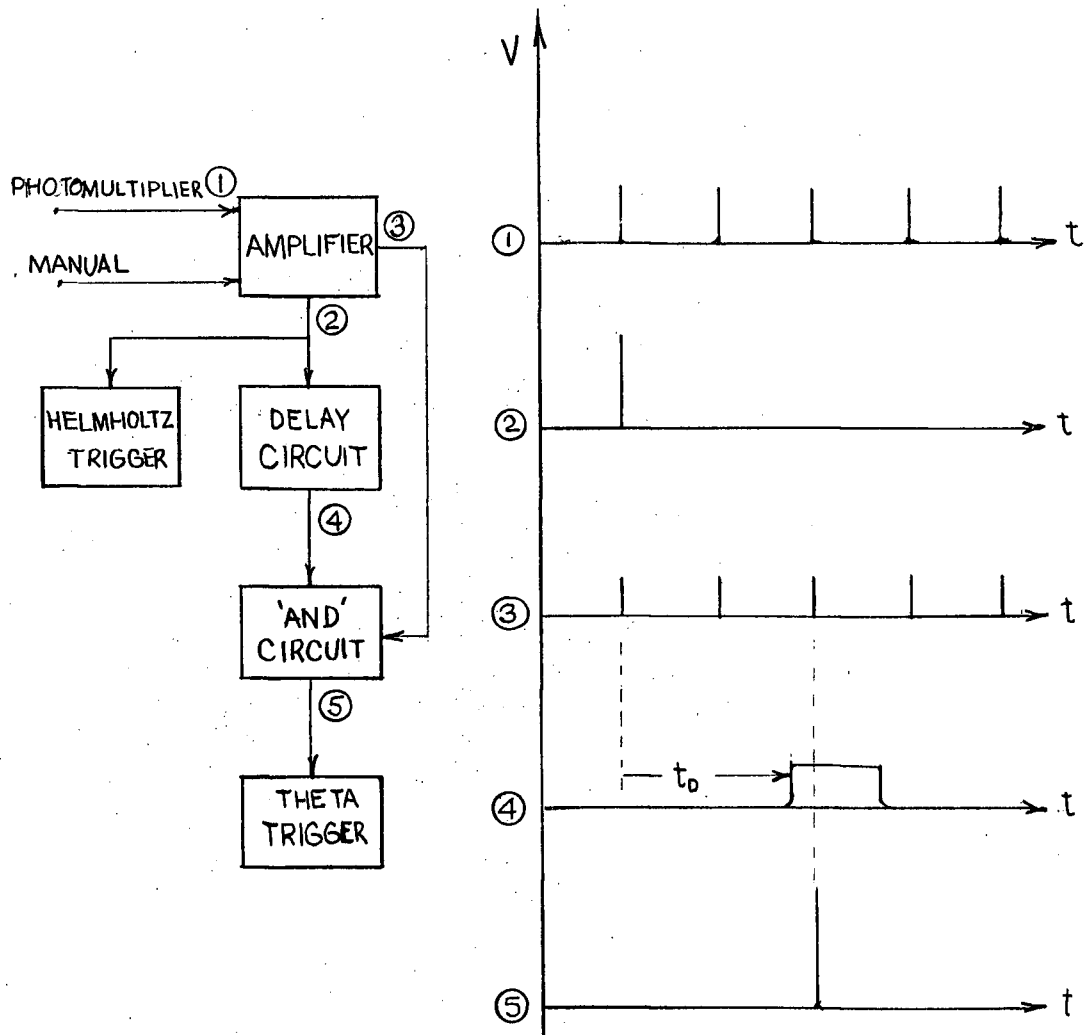 PHOTOMULTIPLIER ①
MANUAL
AMPLIFIER
③
②
HELMHOLTZ
TRIGGER
DELAY
CIRCUIT
④
'AND'
CIRCUIT
⑤
THETA
TRIGGER
V
① t
② t
③ t
t_D
④ t
⑤ t